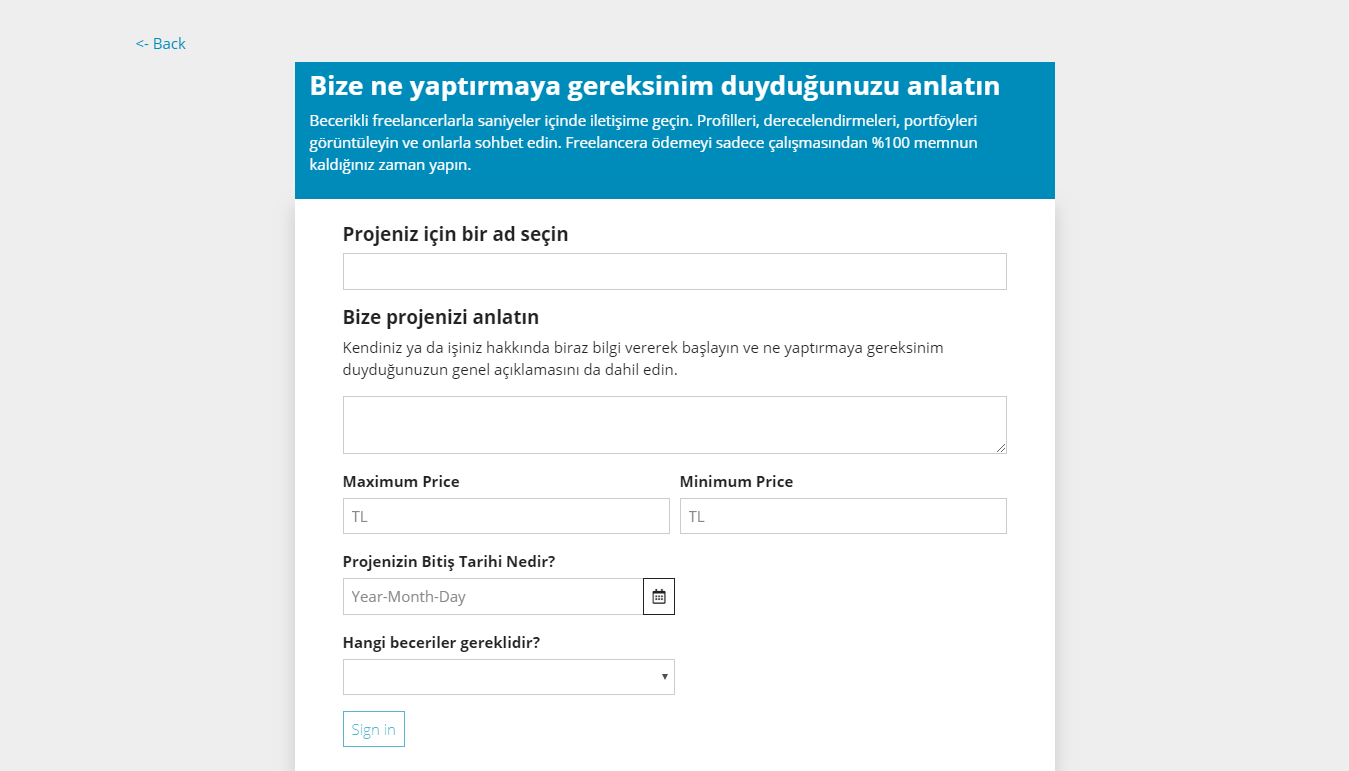 <- Back
Bize ne yaptırmaya gereksinim duyduğunuzu anlatın
Becerikli freelancerlarla saniyeler içinde iletişime geçin. Profilleri, derecelendirmeleri, portföyleri
görüntüleyin ve onlarla sohbet edin. Freelancera ödemeyi sadece çalışmasından %100 memnun
kaldığınız zaman yapın.
Projeniz için bir ad seçin
Bize projenizi anlatın
Kendiniz ya da işiniz hakkında biraz bilgi vererek başlayın ve ne yaptırmaya gereksinim
duyduğunuzun genel açıklamasını da dahil edin.
Maximum Price Minimum Price
TL TL
Projenizin Bitiş Tarihi Nedir?
Year-Month-Day
Hangi beceriler gereklidir?
Sign in